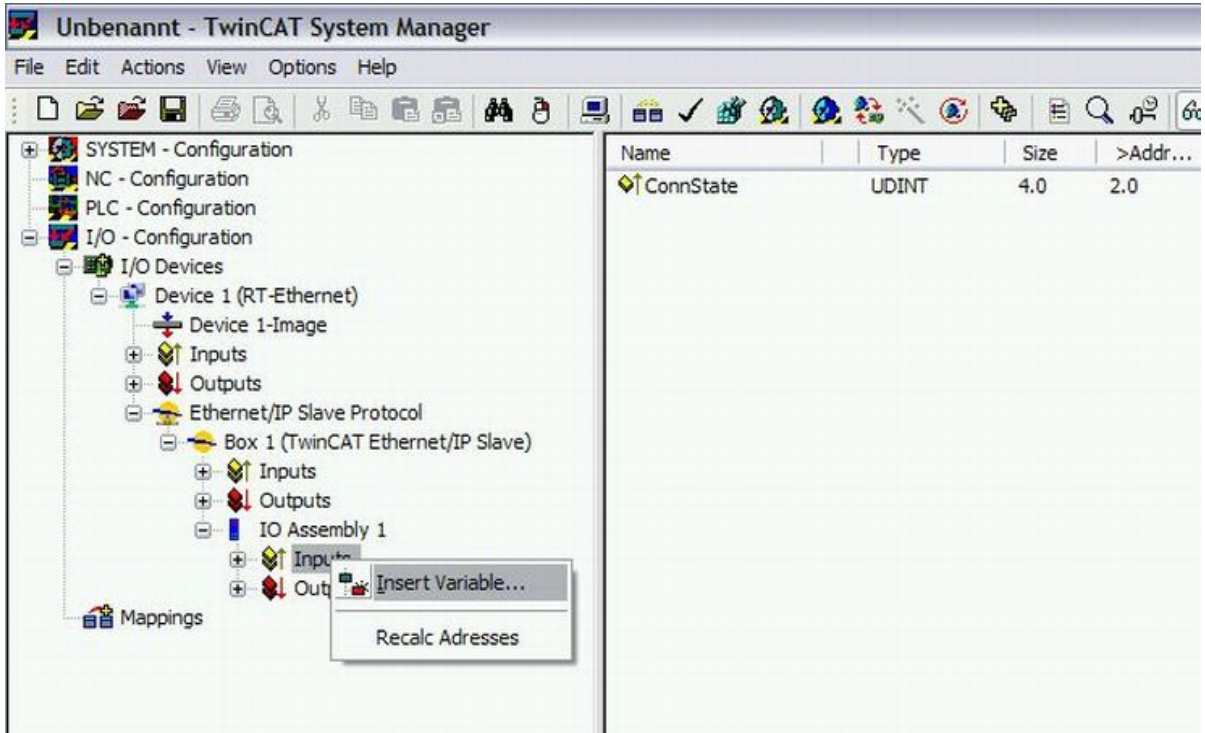 Unbenannt - TwinCAT System Manager
File Edit Actions View Options Help
SYSTEM - Configuration
NC - Configuration
PLC - Configuration
I/O - Configuration
I/O Devices
Device 1 (RT-Ethernet)
Device 1-Image
Inputs
Outputs
Ethernet/IP Slave Protocol
Box 1 (TwinCAT Ethernet/IP Slave)
Inputs
Outputs
IO Assembly 1
Inputs
Outp
Mappings
Insert Variable...
Recalc Adresses
Name Type Size >Addr...
ConnState UDINT 4.0 2.0